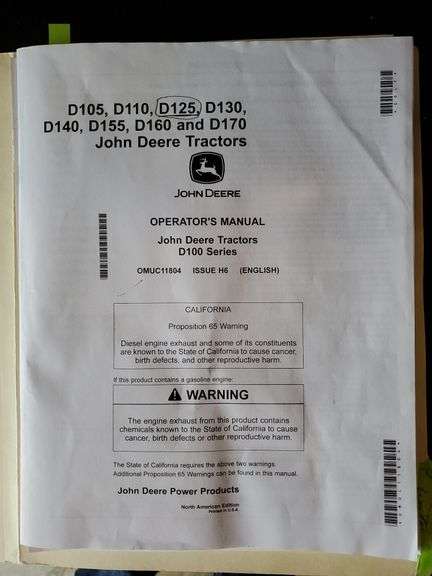 D105, D110, D125, D130,
D140, D155, D160 and D170
John Deere Tractors
JOHN DEERE
OPERATOR'S MANUAL
John Deere Tractors
D100 Series
OMUC11804 ISSUE H6 (ENGLISH)
CALIFORNIA
Proposition 65 Warning
Diesel engine exhaust and some of its constituents
are known to the State of California to cause cancer,
birth defects, and other reproductive harm.
If this product contains a gasoline engine:
WARNING
The engine exhaust from this product contains
chemicals known to the State of California to cause
cancer, birth defects or other reproductive harm.
The State of California requires the above two warnings.
Additional Proposition 65 Warnings can be found in this manual.
John Deere Power Products
North American Edition
Printed in U.S.A.